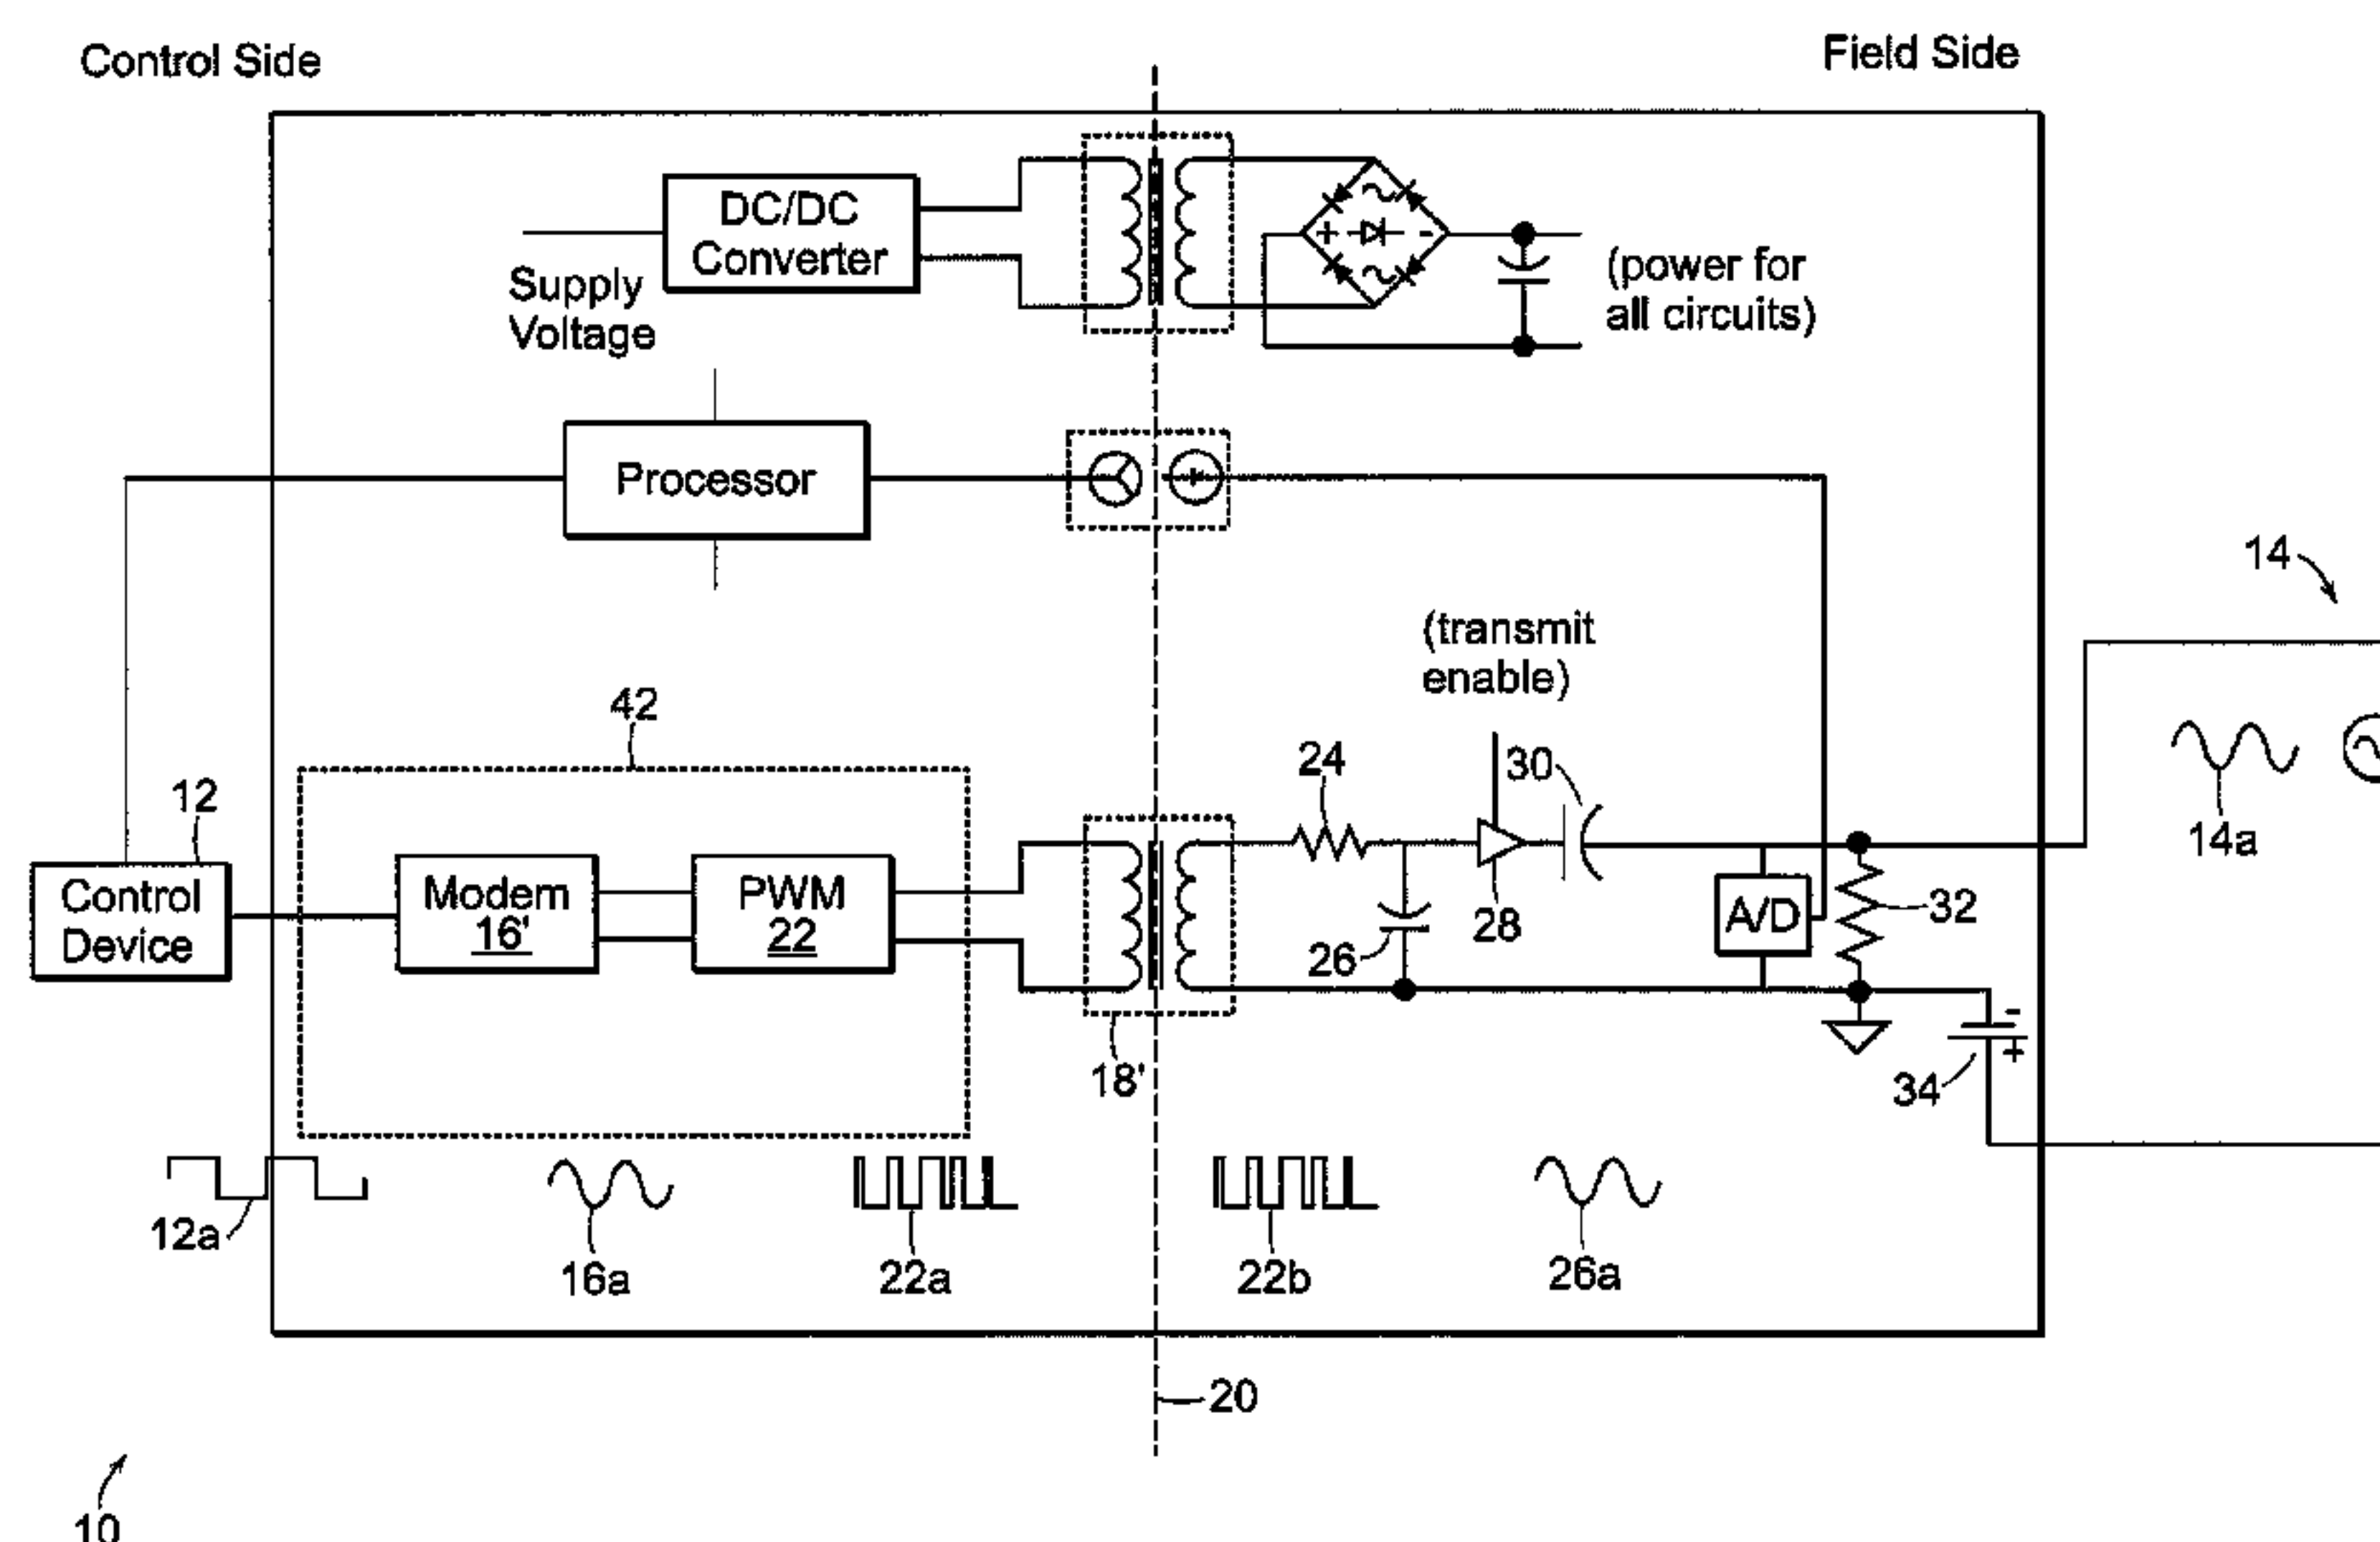 Control Side
Field Side
DC/DC
Converter
Supply
Voltage
+
-
(power for
all circuits)
Processor
14
(transmit
enable)
42
24
30
12
14a
Control
Device
Modem
16'
PWM
22
26
28
A/D
32
18'
-
+
34
12a
16a
22a
22b
26a
20
10